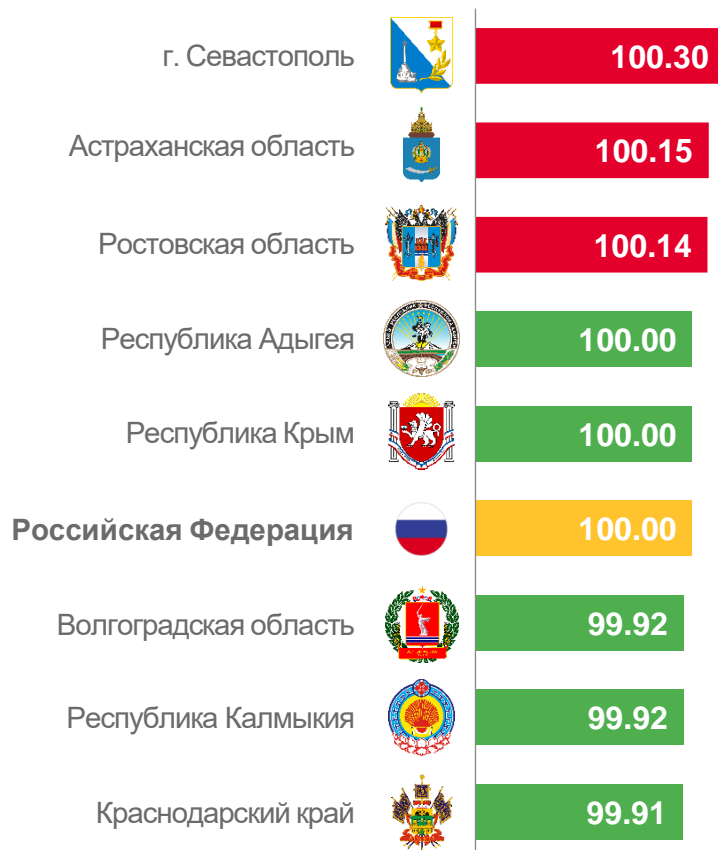 г. Севастополь 100.30
Астраханская область 100.15
Ростовская область 100.14
Республика Адыгея 100.00
Республика Крым 100.00
Российская Федерация 100.00
Волгоградская область 99.92
Республика Калмыкия 99.92
Краснодарский край 99.91